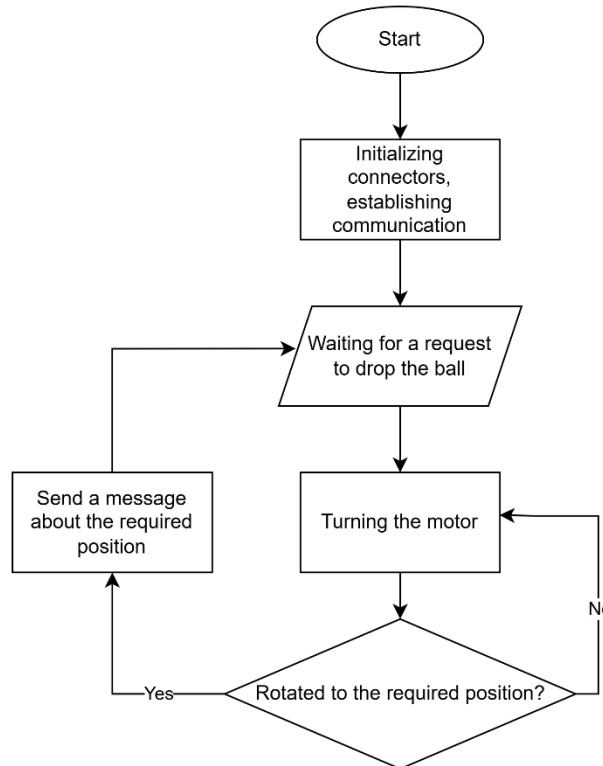 Start
Initializing
connectors,
establishing
communication
Waiting for a request
to drop the ball
Send a message
about the required
position
Turning the motor
No
Yes
Rotated to the required position?